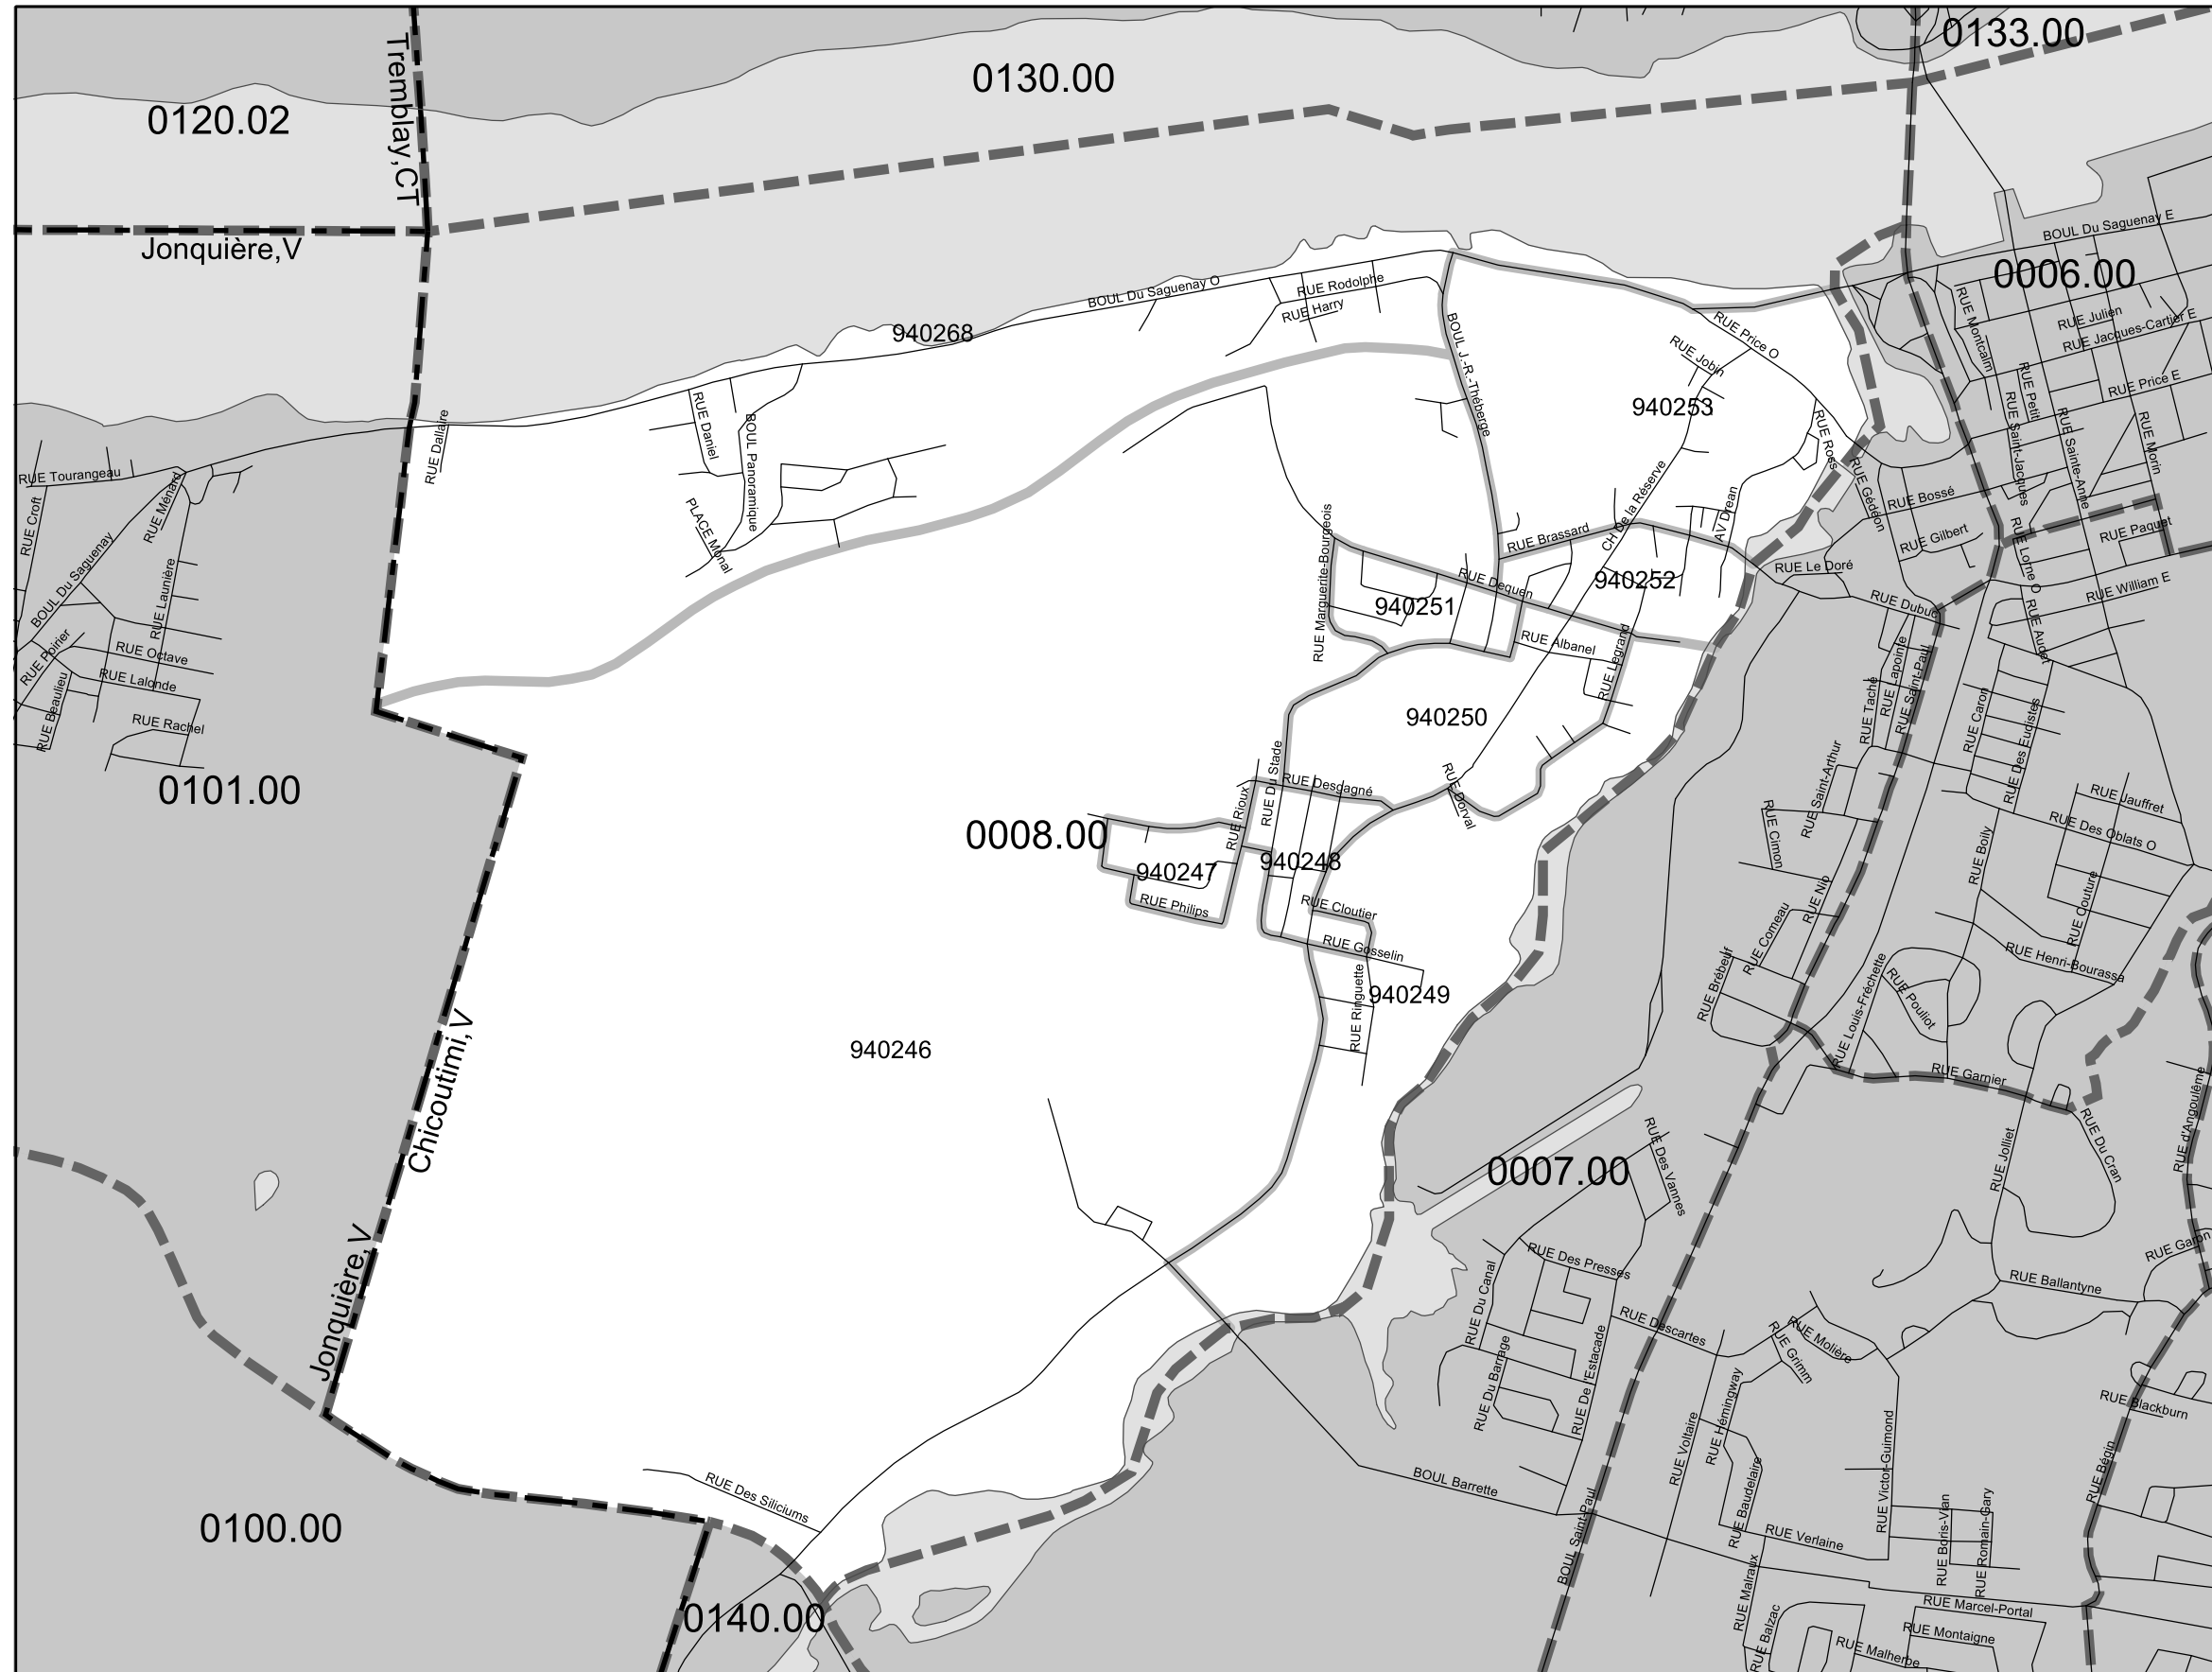 0133.00
0130.00
0120.02
Tremblay,CT
Jonquière,V
BOUL Du Saguenay E
0006.00
BOUL Du Saguenay O
RUE Rodolphe
RUE Harry
940268
BOUL J.-R.-Théberge
RUE Price O
RUE Jobin
940253
RUE Montcalm
RUE Julien
RUE Jacques-Cartier E
RUE Petit
RUE Price E
RUE Saint-Jacques
RUE Sainte-Anne
RUE Morin
RUE Dallaire
RUE Daniel
BOUL Panoramique
PLACE Monal
RUE Tourangeau
RUE Croft
RUE Ménard
BOUL Du Saguenay
RUE Launière
RUE Poirier
RUE Octave
RUE Lalonde
RUE Beaulieu
RUE Rachel
0101.00
RUE Ross
RUE Gédéon
RUE Bossé
RUE Gilbert
CH De la Réserve
AV Drean
RUE Brassard
RUE Marguerite-Bourgeois
RUE Dequen
940252
940251
RUE Le Doré
RUE Dubuc
RUE Lorne O
RUE Paquet
RUE William E
RUE Audet
RUE Albanel
RUE Legrand
940250
RUE Taché
RUE Lapointe
RUE Saint-Paul
RUE Caron
RUE Des Eudistes
RUE Du Stade
RUE Desgagné
RUE Dorval
RUE Rioux
0008.00
940247
940248
RUE Philips
RUE Cloutier
RUE Gosselin
RUE Ringuette
940249
940246
RUE Saint-Arthur
RUE Cimon
RUE Nio
RUE Comeau
RUE Brébeuf
RUE Boily
RUE Jauffret
RUE Des Oblats O
RUE Couture
RUE Henri-Bourassa
RUE Louis-Fréchette
RUE Pouliot
RUE Garnier
RUE Jolliet
RUE Du Cran
RUE d'Angoulême
RUE Garon
RUE Ballantyne
Chicoutimi,V
Jonquière,V
0007.00
RUE Des Vannes
RUE Des Presses
RUE Du Canal
RUE Du Barrage
RUE De l'Estacade
RUE Descartes
RUE Molière
RUE Grimm
RUE Hémingway
RUE Voltaire
RUE Baudelaire
RUE Victor-Guimond
RUE Blackburn
RUE Bégin
BOUL Barrette
BOUL Saint-Paul
RUE Verlaine
RUE Boris-Vian
RUE Romain-Gary
RUE Malraux
RUE Balzac
RUE Marcel-Portal
RUE Montaigne
RUE Malherbe
RUE Des Siliciums
0100.00
0140.00